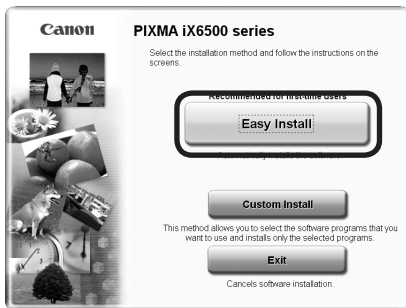 Canon
PIXMA iX6500 series
Select the installation method and follow the instructions on the
screens.
Recommended for first-time users
Easy Install
Custom Install
This method allows you to select the software programs that you
want to use and installs only the selected programs.
Exit
Cancels software installation.